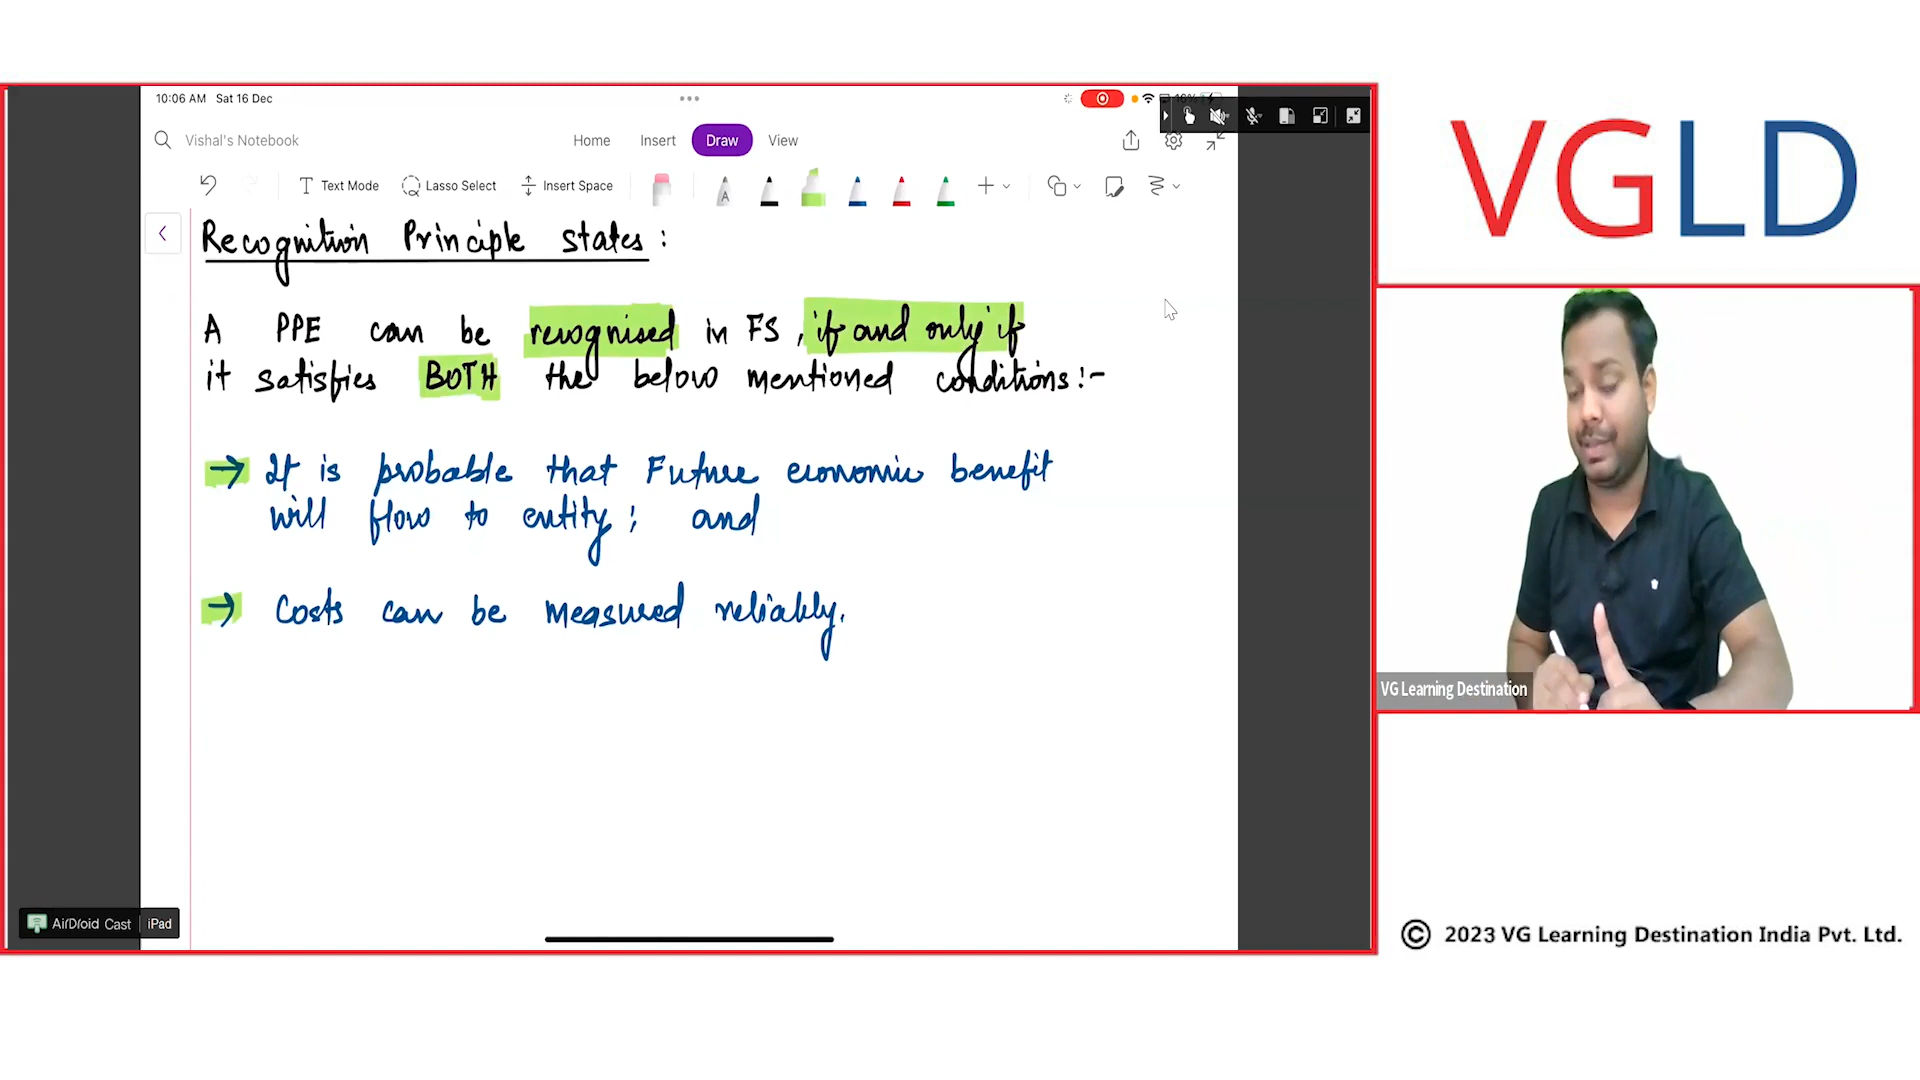 10:06 AM Sat 16 Dec
16%
Vishal's Notebook
Home Insert Draw View
Text Mode Lasso Select Insert Space
A
Recognition Principle states :
A PPE can be recognised in FS, if and only if
it satisfies BOTH the below mentioned conditions:-
→ It is probable that Future economic benefit
will flow to entity; and
→ Costs can be measured reliably.
AirDroid Cast iPad
VGLD
VG Learning Destination
© 2023 VG Learning Destination India Pvt. Ltd.